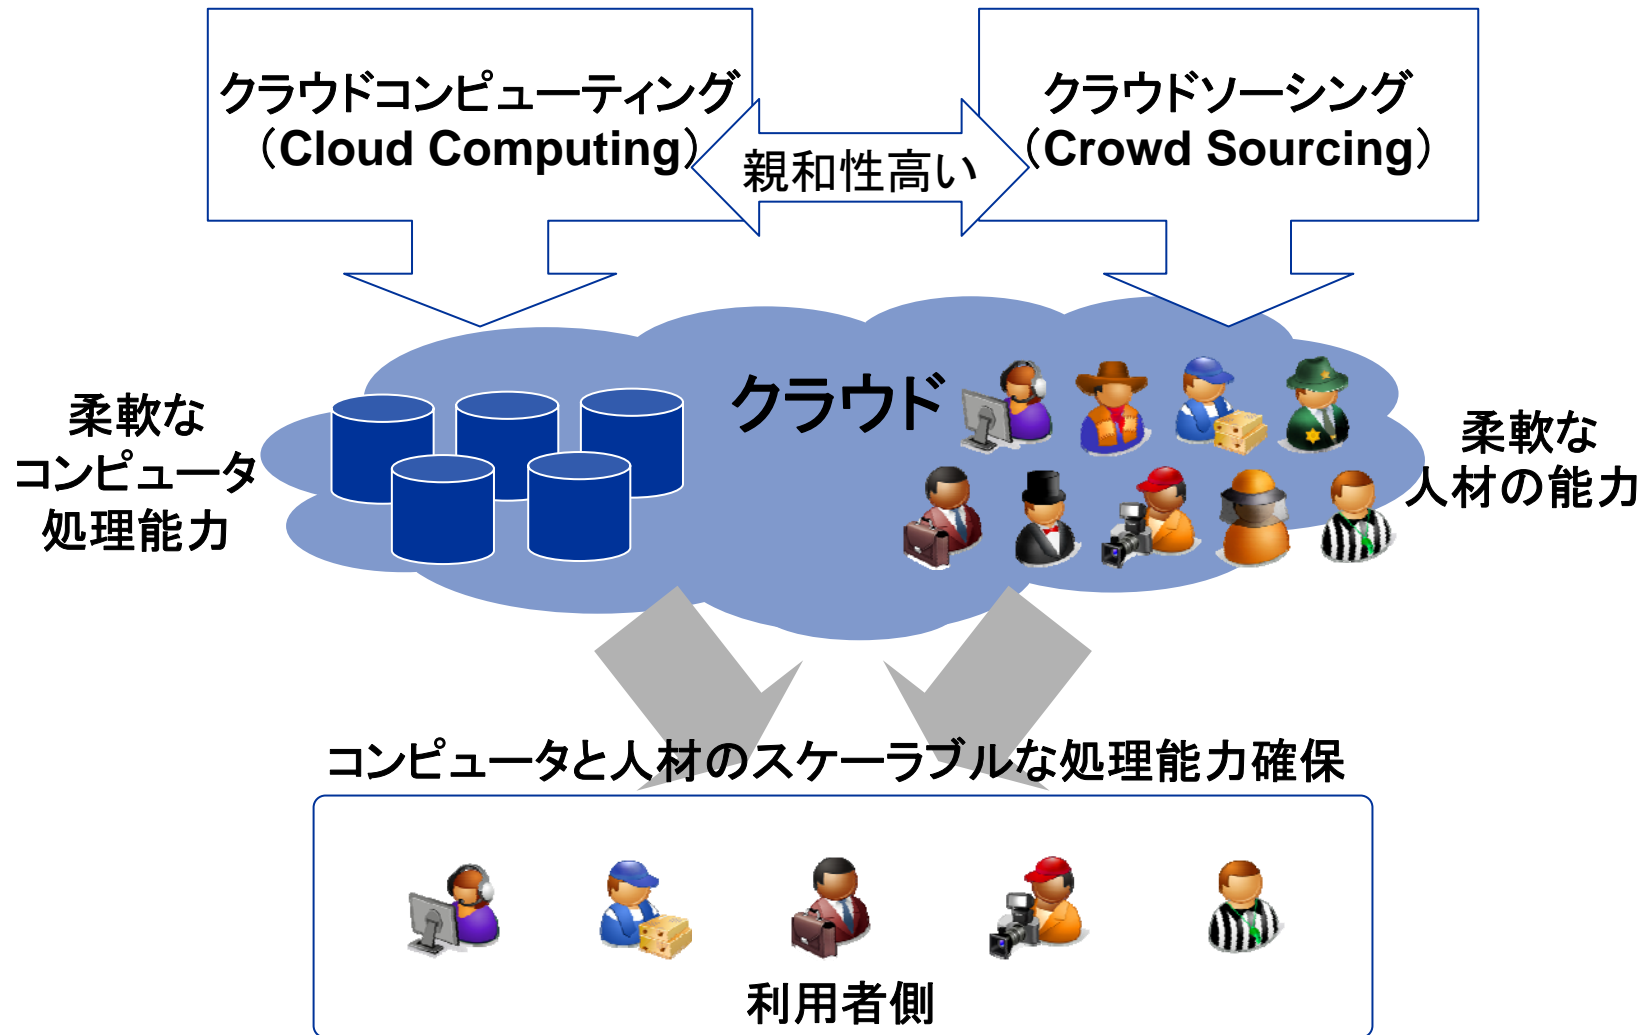 クラウドコンピューティング
（Cloud Computing）
親和性高い
クラウドソーシング
（Crowd Sourcing）
柔軟な
コンピュータ
処理能力
クラウド
柔軟な
人材の能力
コンピュータと人材のスケーラブルな処理能力確保
利用者側